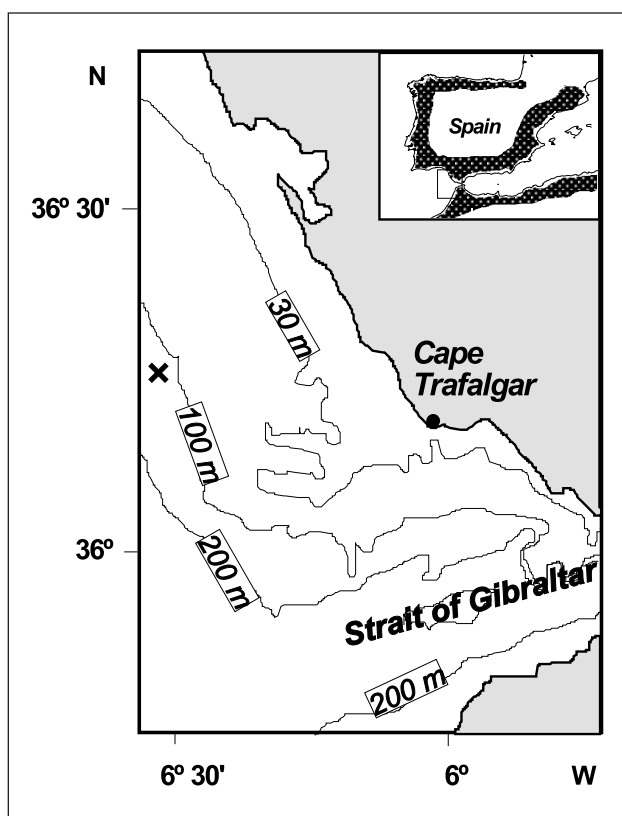 N
Spain
36º 30'
30 m
Cape
Trafalgar
100 m
36º
200 m
Strait of Gibraltar
200 m
6º 30'
6º
W